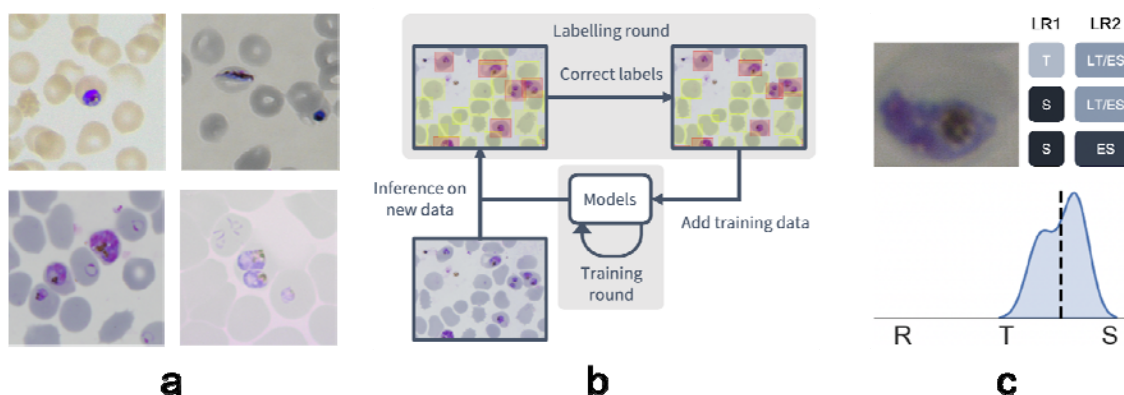 Labelling round
Correct labels
Inference on
new data
Models
Add training data
Training
round
LR1 LR2
T LT/ES
S LT/ES
S ES
R T S
a b c